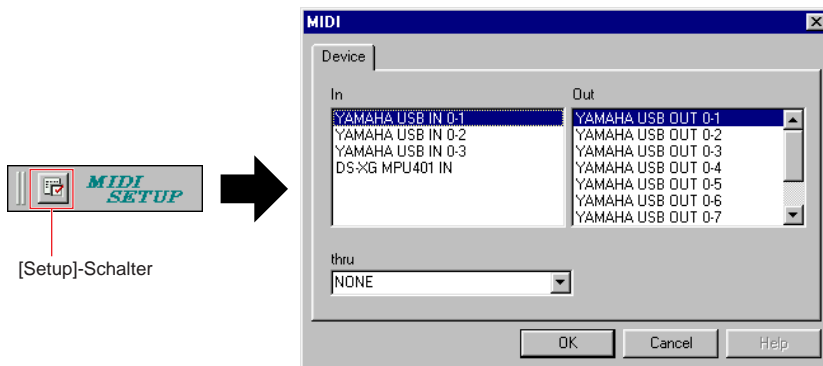 MIDI
Device
In
Out
YAMAHA USB IN 0-1
YAMAHA USB IN 0-2
YAMAHA USB IN 0-3
DS-XG MPU401 IN
YAMAHA USB OUT 0-1
YAMAHA USB OUT 0-2
YAMAHA USB OUT 0-3
YAMAHA USB OUT 0-4
YAMAHA USB OUT 0-5
YAMAHA USB OUT 0-6
YAMAHA USB OUT 0-7
MIDI
SETUP
[Setup]-Schalter
thru
NONE
OK
Cancel
Help